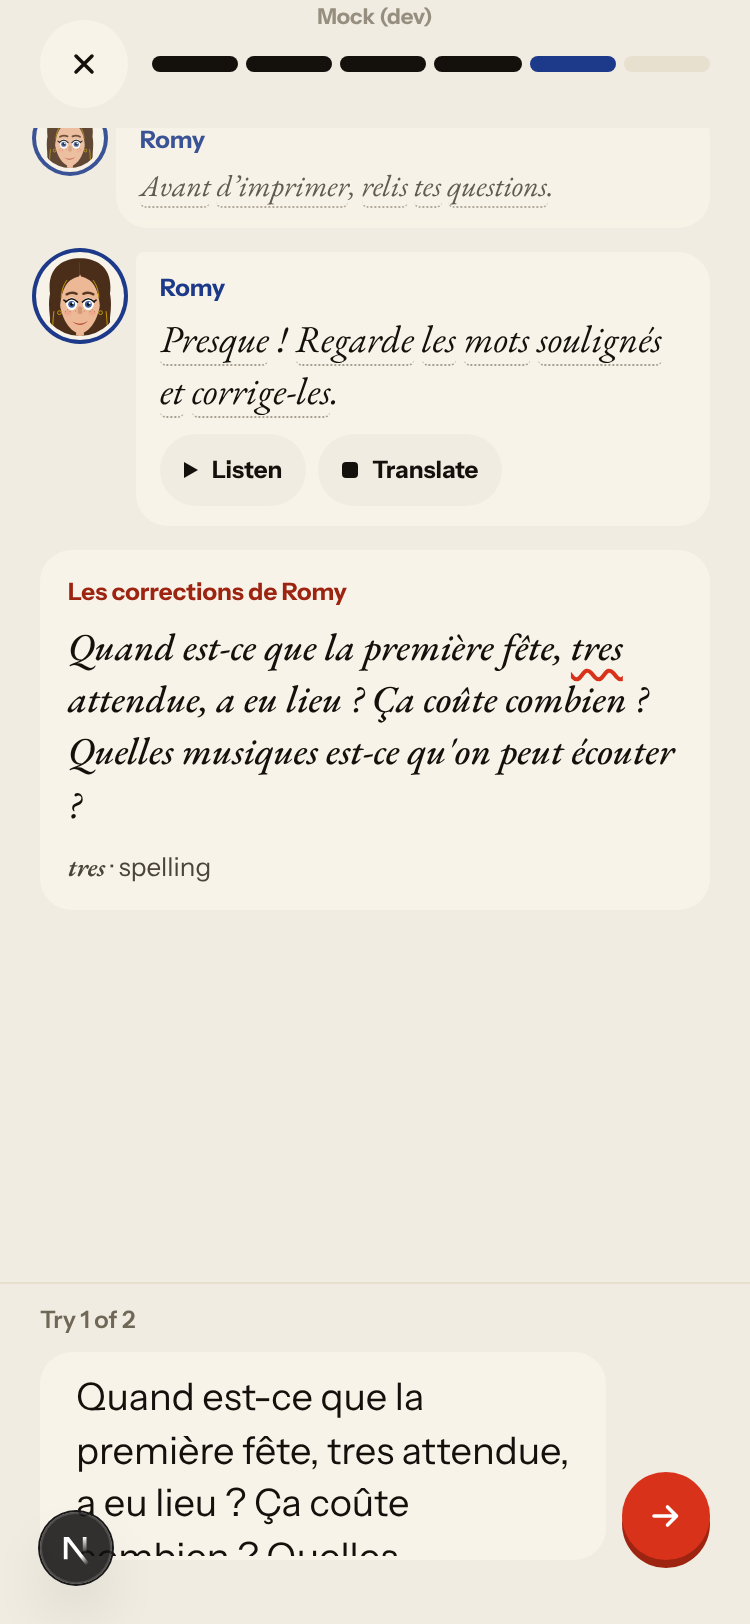 Mock (dev)
Romy
Avant d’imprimer, relis tes questions.
Romy
Presque ! Regarde les mots soulignés
et corrige-les.
Listen
Translate
Les corrections de Romy
Quand est-ce que la première fête, tres
attendue, a eu lieu ? Ça coûte combien ?
Quelles musiques est-ce qu'on peut écouter
?
tres · spelling
Try 1 of 2
Quand est-ce que la
première fête, tres attendue,
a eu lieu ? Ça coûte
combien ? Quelles
N